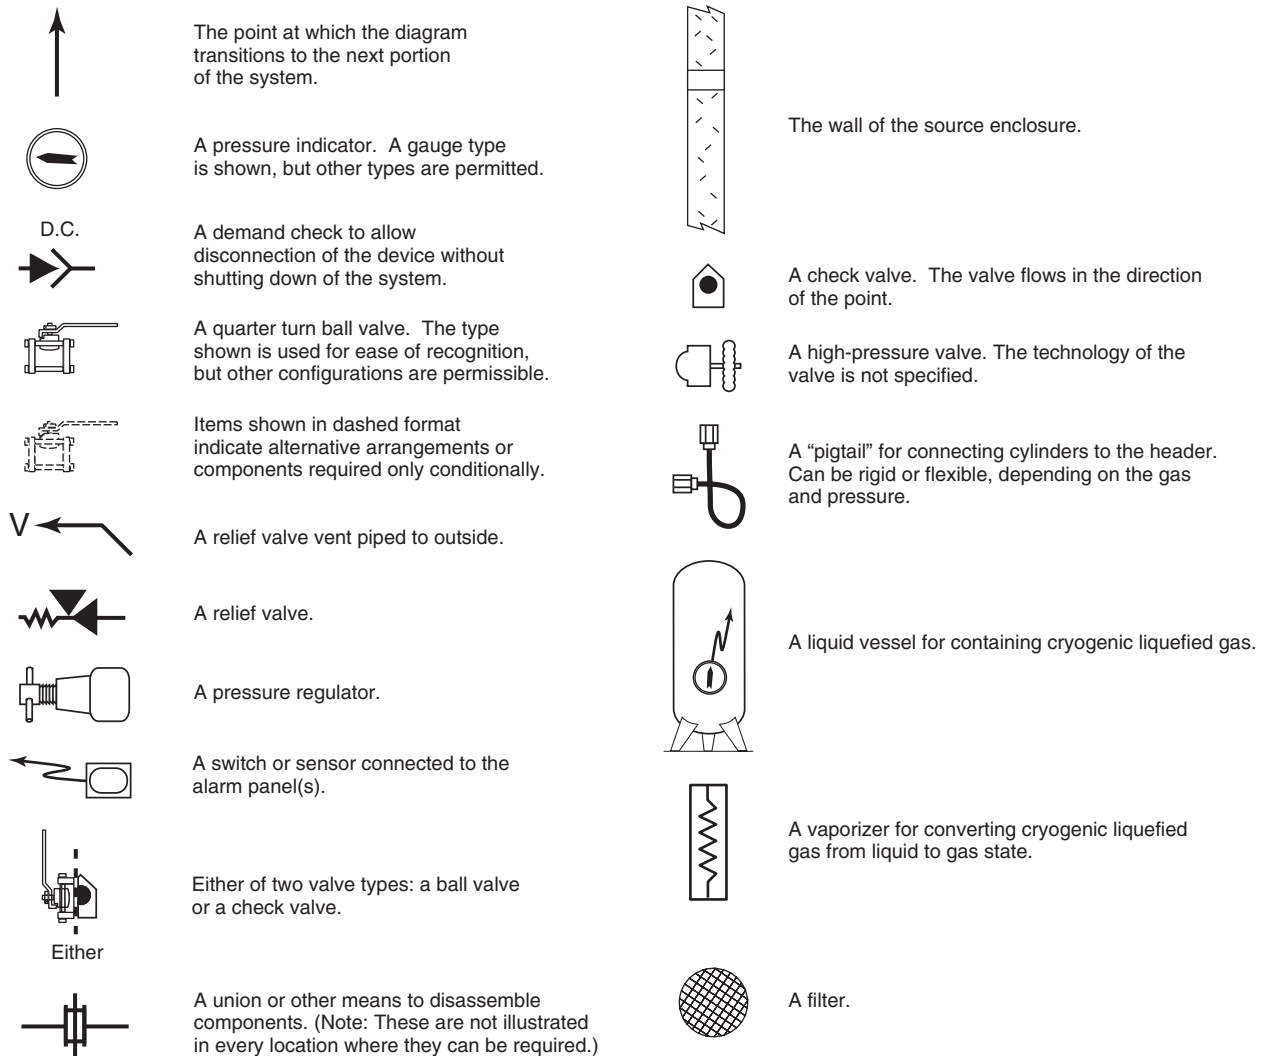 The point at which the diagram
transitions to the next portion
of the system.
A pressure indicator.  A gauge type
is shown, but other types are permitted.
D.C.
A demand check to allow
disconnection of the device without
shutting down of the system.
A quarter turn ball valve.  The type
shown is used for ease of recognition,
but other configurations are permissible.
Items shown in dashed format
indicate alternative arrangements or
components required only conditionally.
V
A relief valve vent piped to outside.
A relief valve.
A pressure regulator.
A switch or sensor connected to the
alarm panel(s).
Either of two valve types: a ball valve
or a check valve.
Either
A union or other means to disassemble
components. (Note: These are not illustrated
in every location where they can be required.)
The wall of the source enclosure.
A check valve.  The valve flows in the direction
of the point.
A high-pressure valve. The technology of the
valve is not specified.
A “pigtail” for connecting cylinders to the header.
Can be rigid or flexible, depending on the gas
and pressure.
A liquid vessel for containing cryogenic liquefied gas.
A vaporizer for converting cryogenic liquefied
gas from liquid to gas state.
A filter.